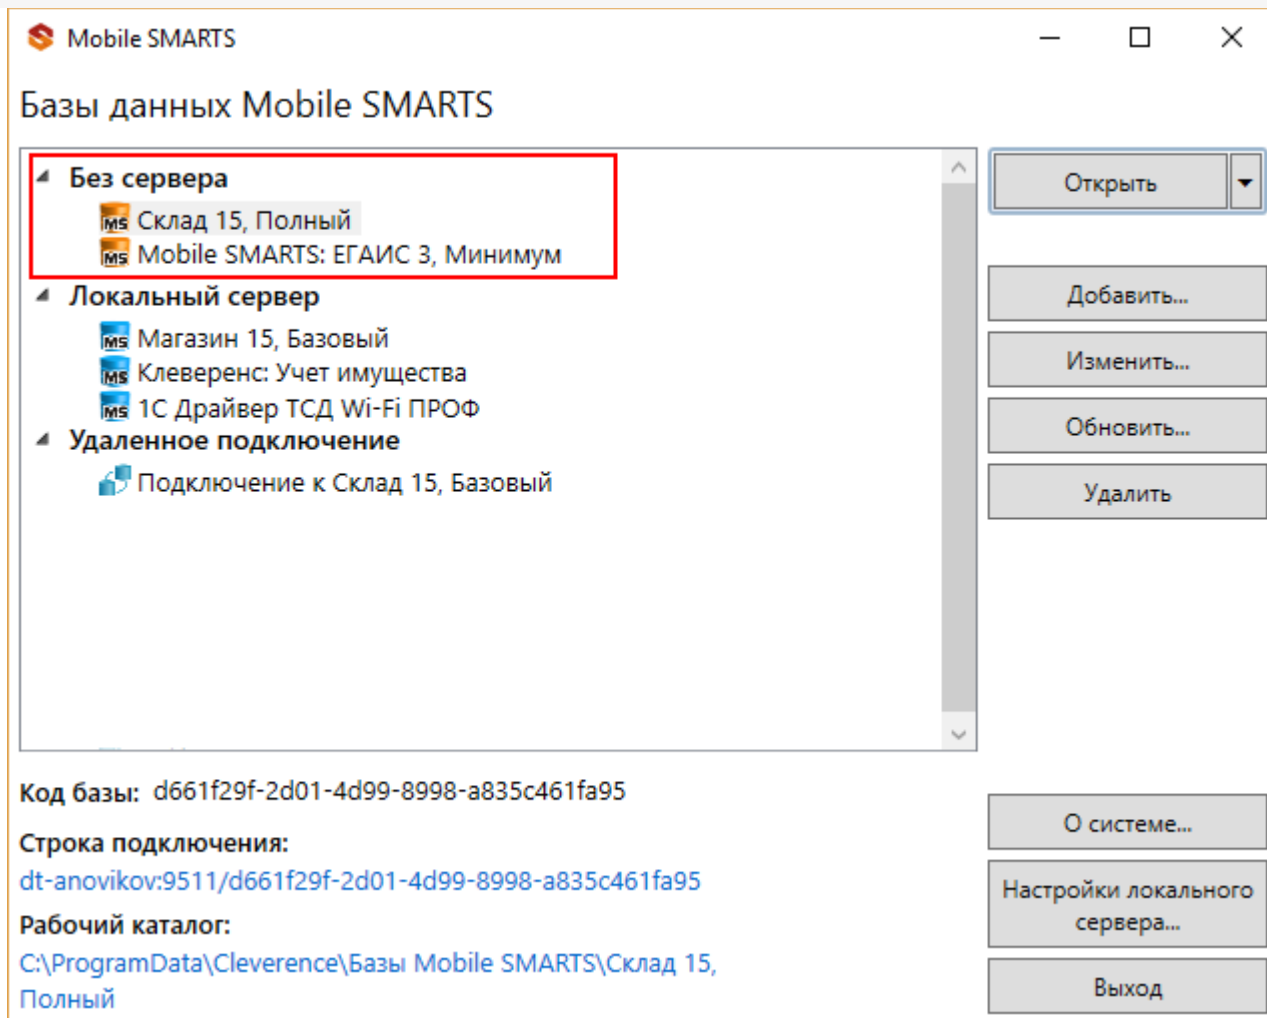 Mobile SMARTS
Базы данных Mobile SMARTS
Без сервера
Склад 15, Полный
Mobile SMARTS: ЕГАИС 3, Минимум
Локальный сервер
Магазин 15, Базовый
Клеверенс: Учет имущества
1С Драйвер ТСД Wi-Fi ПРОФ
Удаленное подключение
Подключение к Склад 15, Базовый
Открыть
Добавить...
Изменить...
Обновить...
Удалить
Код базы: d661f29f-2d01-4d99-8998-a835c461fa95
Строка подключения:
dt-anovikov:9511/d661f29f-2d01-4d99-8998-a835c461fa95
Рабочий каталог:
C:\ProgramData\Cleverence\Базы Mobile SMARTS\Склад 15,
Полный
О системе...
Настройки локального
сервера...
Выход